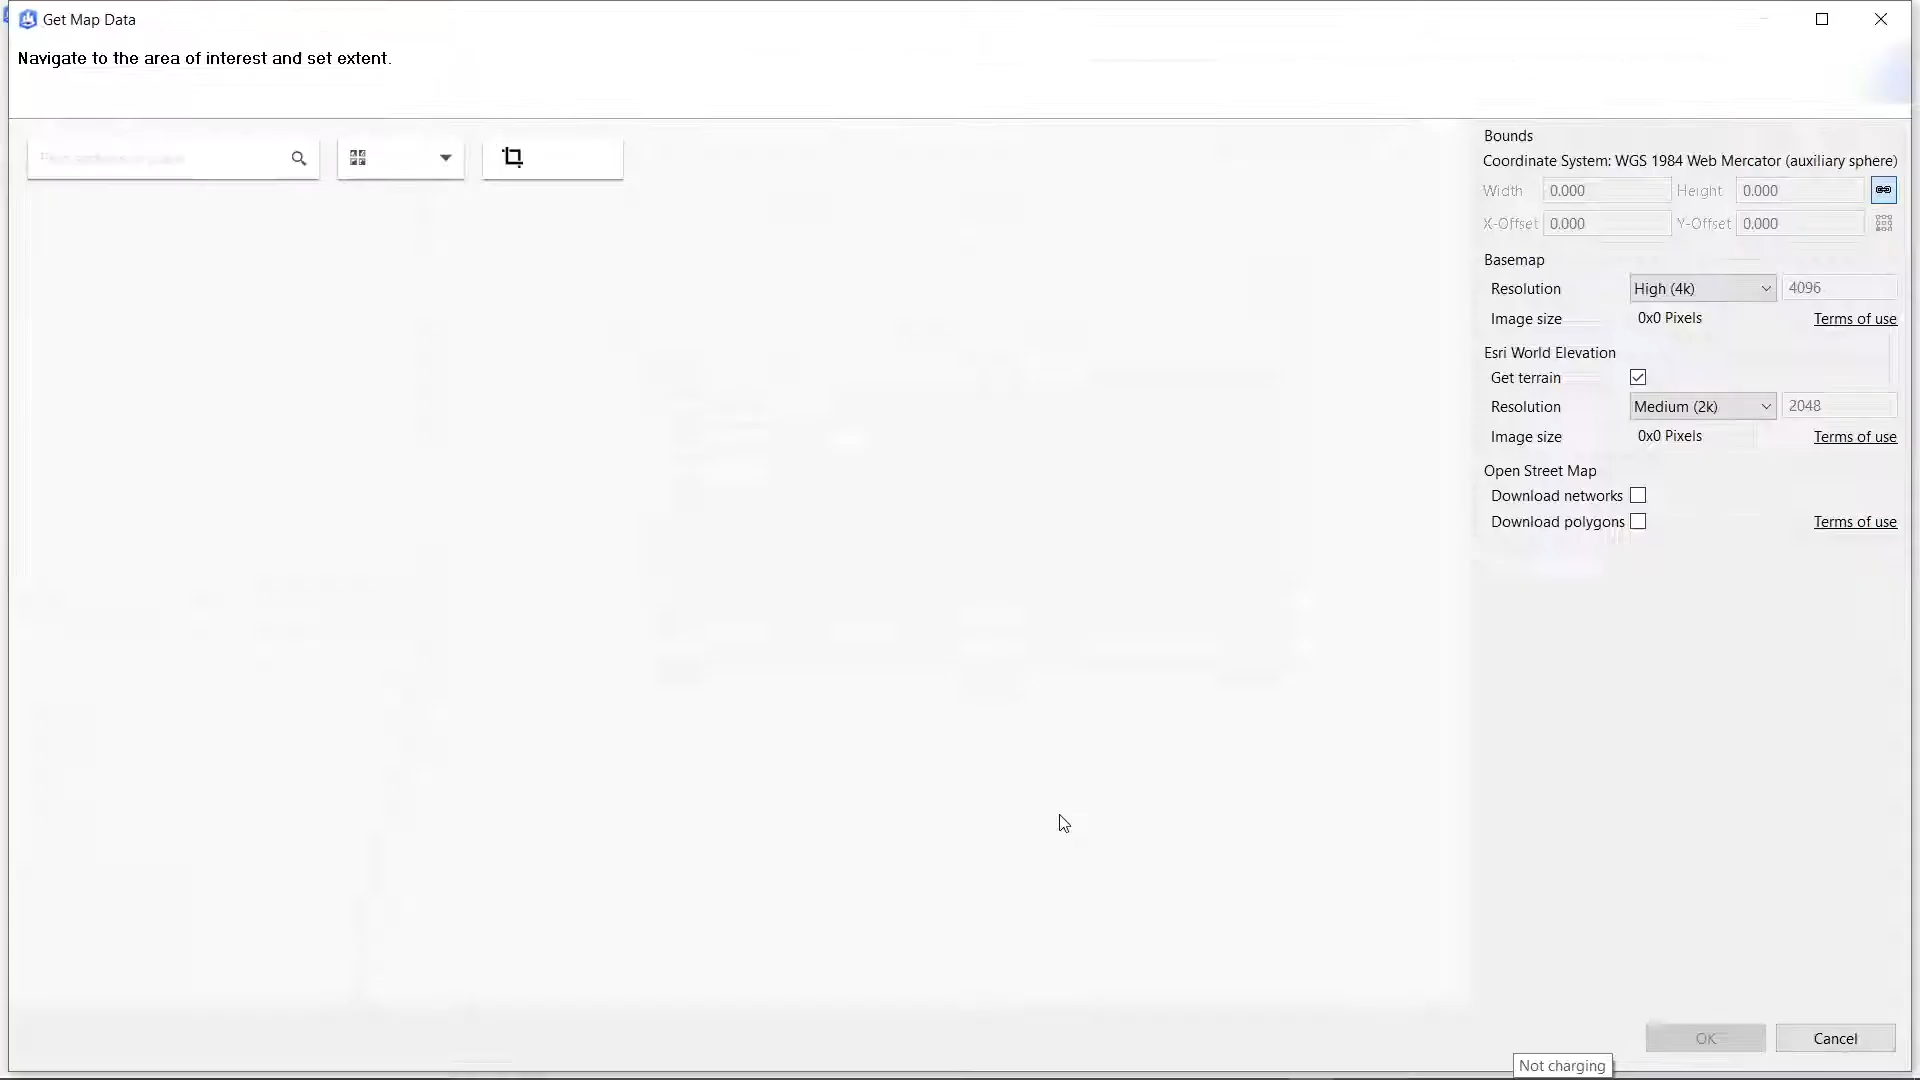 Get Map Data
Navigate to the area of interest and set extent.
Bounds
Coordinate System: WGS 1984 Web Mercator (auxiliary sphere)
Width 0.000 Height 0.000
X-Offset 0.000 Y-Offset 0.000
Basemap
Resolution High (4k) 4096
Image size 0x0 Pixels Terms of use
Esri World Elevation
Get terrain
Resolution Medium (2k) 2048
Image size 0x0 Pixels Terms of use
Open Street Map
Download networks
Download polygons Terms of use
OK Cancel
Not charging